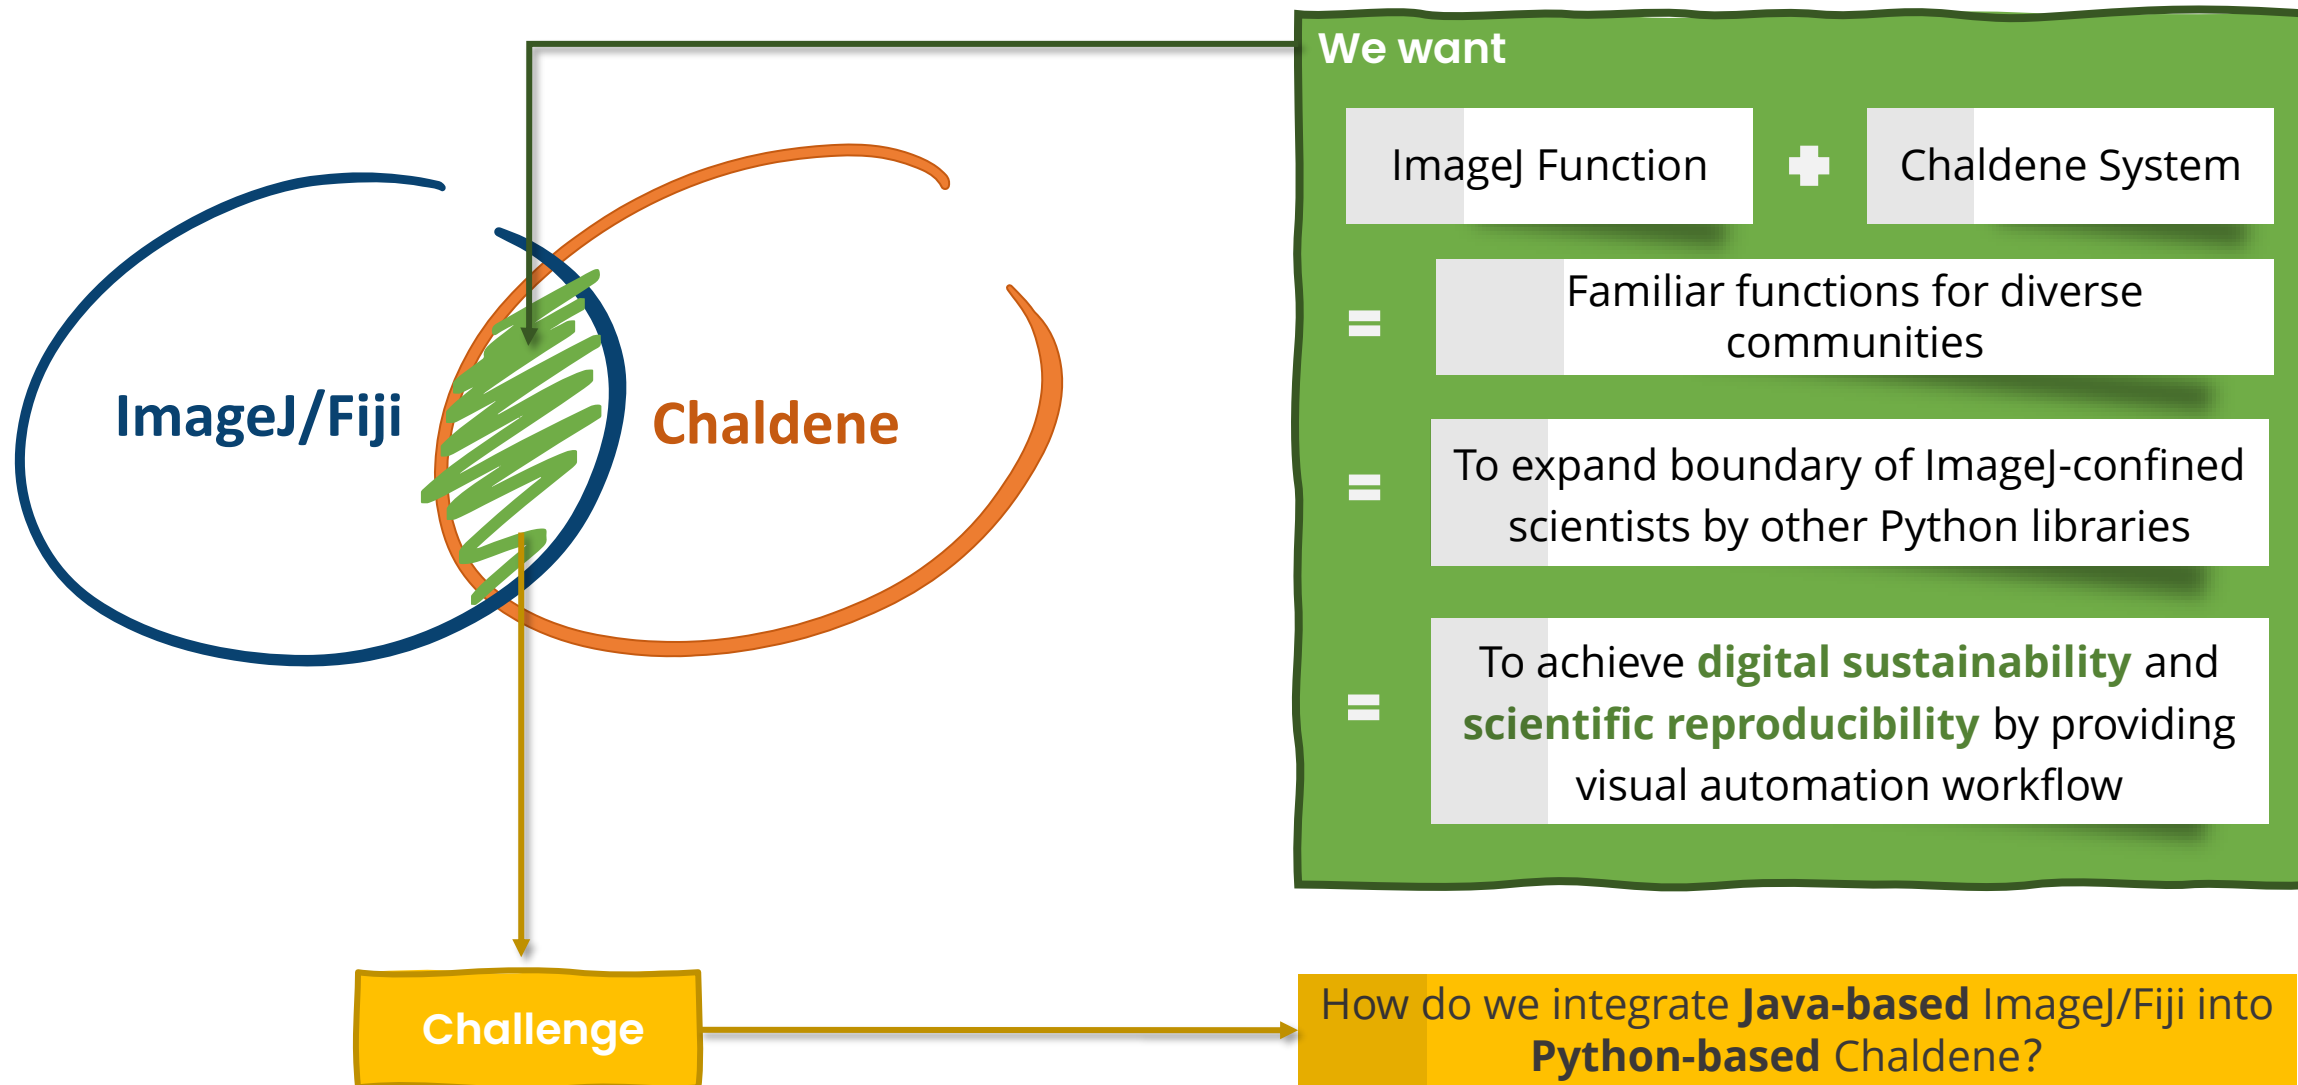 We want
ImageJ Function
Chaldene System
Familiar functions for diverse
communities
To expand boundary of ImageJ-confined
scientists by other Python libraries
To achieve digital sustainability and
scientific reproducibility by providing
visual automation workflow
ImageJ/Fiji
Chaldene
Challenge
How do we integrate Java-based ImageJ/Fiji into
Python-based Chaldene?